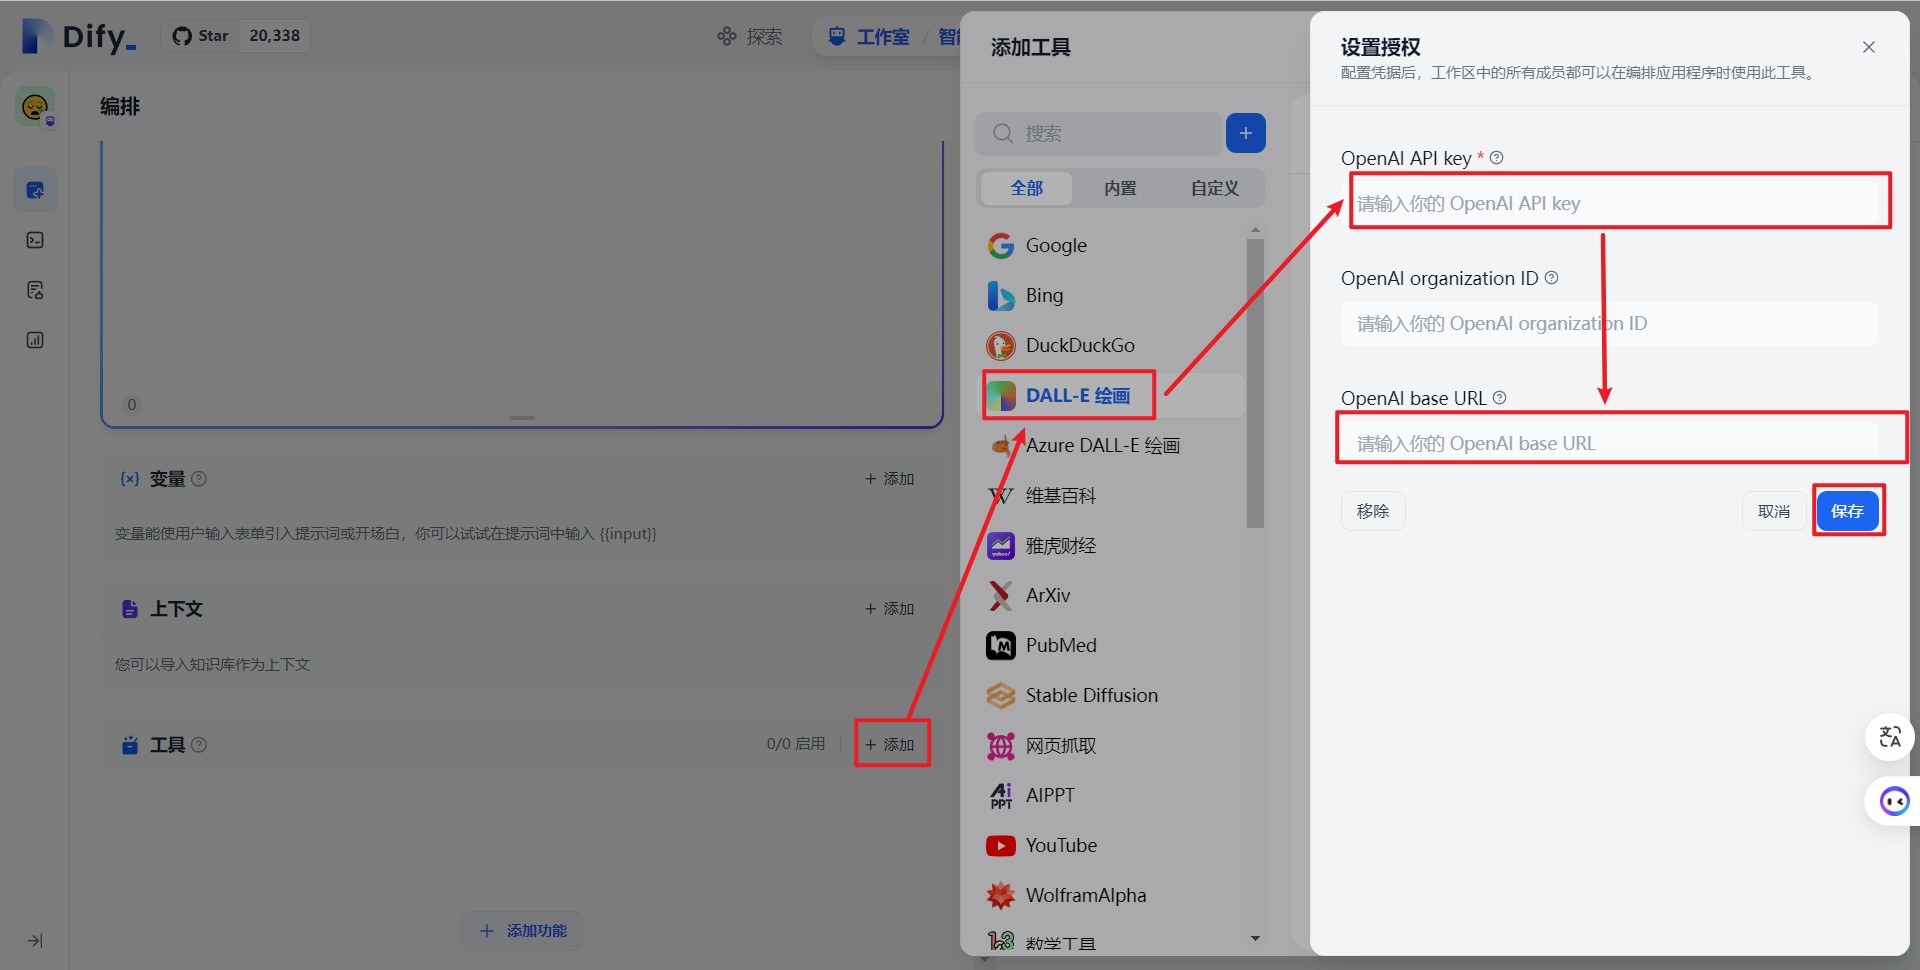 Dify_
Star 20,338
探索
工作室 /
编排
0
变量
+ 添加
变量能使用户输入表单引入提示词或开场白，你可以试试在提示词中输入 {{input}}
上下文
+ 添加
您可以导入知识库作为上下文
工具
0/0 启用
+ 添加
+ 添加功能
添加工具
搜索
全部 内置 自定义
Google
Bing
DuckDuckGo
DALL-E 绘画
Azure DALL-E 绘画
维基百科
雅虎财经
ArXiv
PubMed
Stable Diffusion
网页抓取
AIPPT
YouTube
WolframAlpha
数学工具
设置授权
配置凭据后，工作区中的所有成员都可以在编排应用程序时使用此工具。
OpenAI API key *
请输入你的 OpenAI API key
OpenAI organization ID
请输入你的 OpenAI organization ID
OpenAI base URL
请输入你的 OpenAI base URL
移除
取消
保存